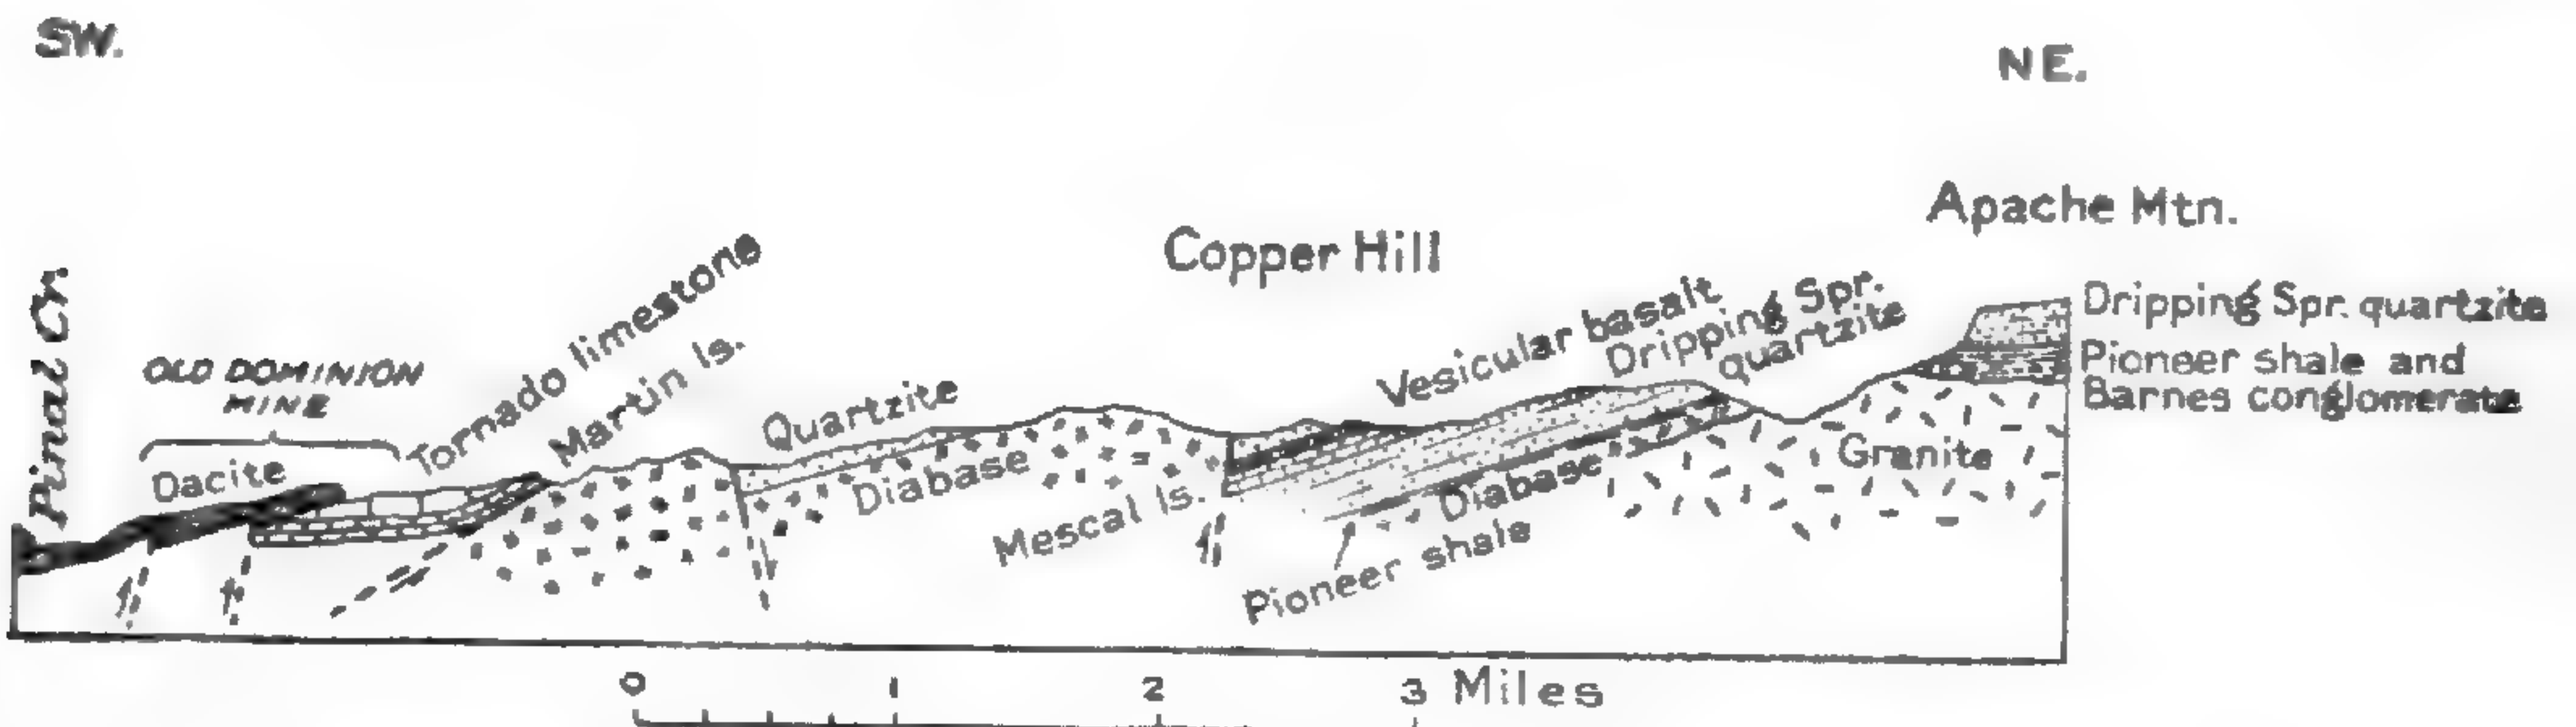 SW.
NE.
Apache Mtn.
Copper Hill
Pinal Cr.
OLD DOMINION
MINE
Dacite
Tornado limestone
Martin ls.
Quartzite
Diabase
Mescal ls.
Vesicular basalt
Dripping Spr.
quartzite
Diabase
Pioneer shale
Granite
Dripping Spr. quartzite
Pioneer shale and
Barnes conglomerate
0 1 2 3 Miles